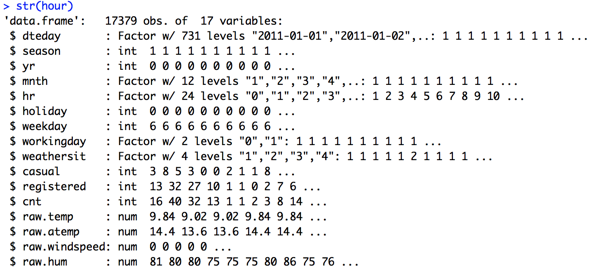 > str(hour)
'data.frame':   17379 obs. of  17 variables:
 $ dteday       : Factor w/ 731 levels "2011-01-01","2011-01-02",..: 1 1 1 1 1 1 1 1 1 1 ...
 $ season       : int  1 1 1 1 1 1 1 1 1 1 ...
 $ yr           : int  0 0 0 0 0 0 0 0 0 0 ...
 $ mnth         : Factor w/ 12 levels "1","2","3","4",..: 1 1 1 1 1 1 1 1 1 1 ...
 $ hr           : Factor w/ 24 levels "0","1","2","3",..: 1 2 3 4 5 6 7 8 9 10 ...
 $ holiday      : int  0 0 0 0 0 0 0 0 0 0 ...
 $ weekday      : int  6 6 6 6 6 6 6 6 6 6 ...
 $ workingday   : Factor w/ 2 levels "0","1": 1 1 1 1 1 1 1 1 1 1 ...
 $ weathersit   : Factor w/ 4 levels "1","2","3","4": 1 1 1 1 1 2 1 1 1 1 ...
 $ casual       : int  3 8 5 3 0 0 2 1 1 8 ...
 $ registered   : int  13 32 27 10 1 1 0 2 7 6 ...
 $ cnt          : int  16 40 32 13 1 1 2 3 8 14 ...
 $ raw.temp     : num  9.84 9.02 9.02 9.84 9.84 ...
 $ raw.atemp    : num  14.4 13.6 13.6 14.4 14.4 ...
 $ raw.windspeed: num  0 0 0 0 0 ...
 $ raw.hum      : num  81 80 80 75 75 75 80 86 75 76 ...